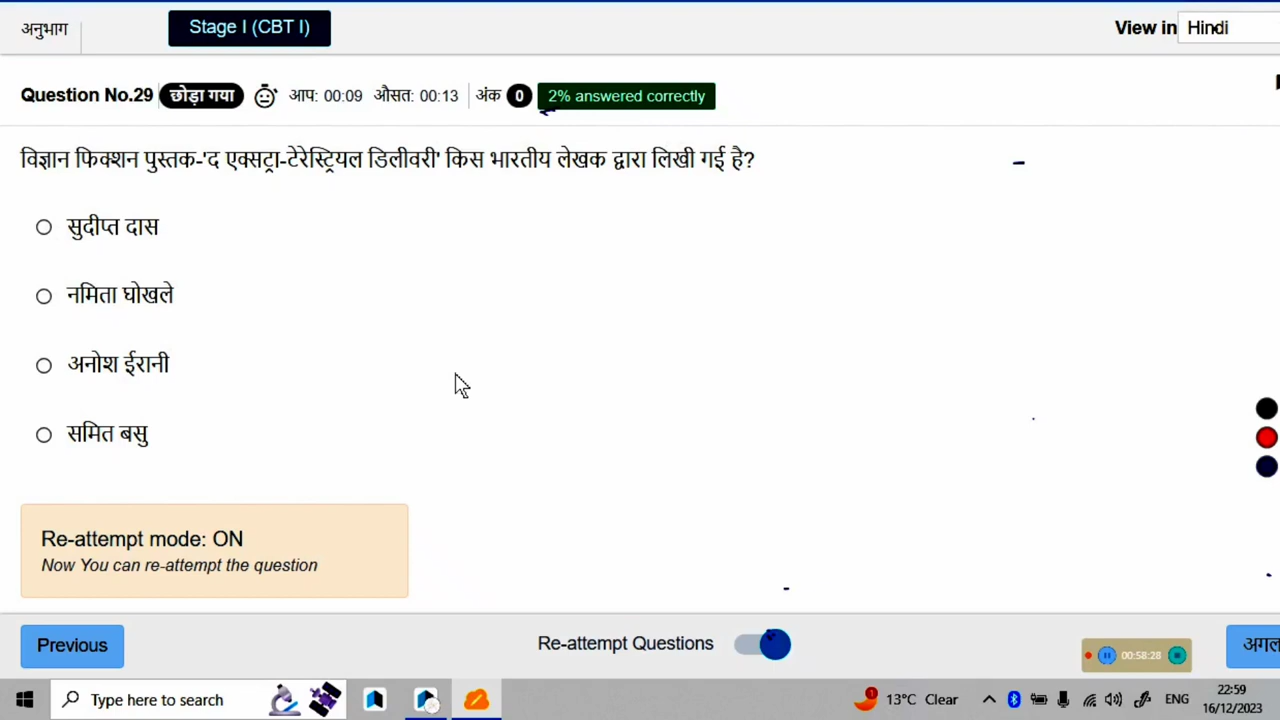 अनुभाग
Stage I (CBT I)
View in Hindi
Question No.29 छोड़ा गया आप: 00:09 औसत: 00:13 अंक 0 2% answered correctly
विज्ञान फिक्शन पुस्तक-'द एक्सट्रा-टेरेस्ट्रियल डिलीवरी' किस भारतीय लेखक द्वारा लिखी गई है?
सुदीप्त दास
नमिता घोखले
अनोश ईरानी
समित बसु
Re-attempt mode: ON
Now You can re-attempt the question
Previous
Re-attempt Questions
00:58:28
Type here to search
1
13°C Clear
ENG
22:59
16/12/2023